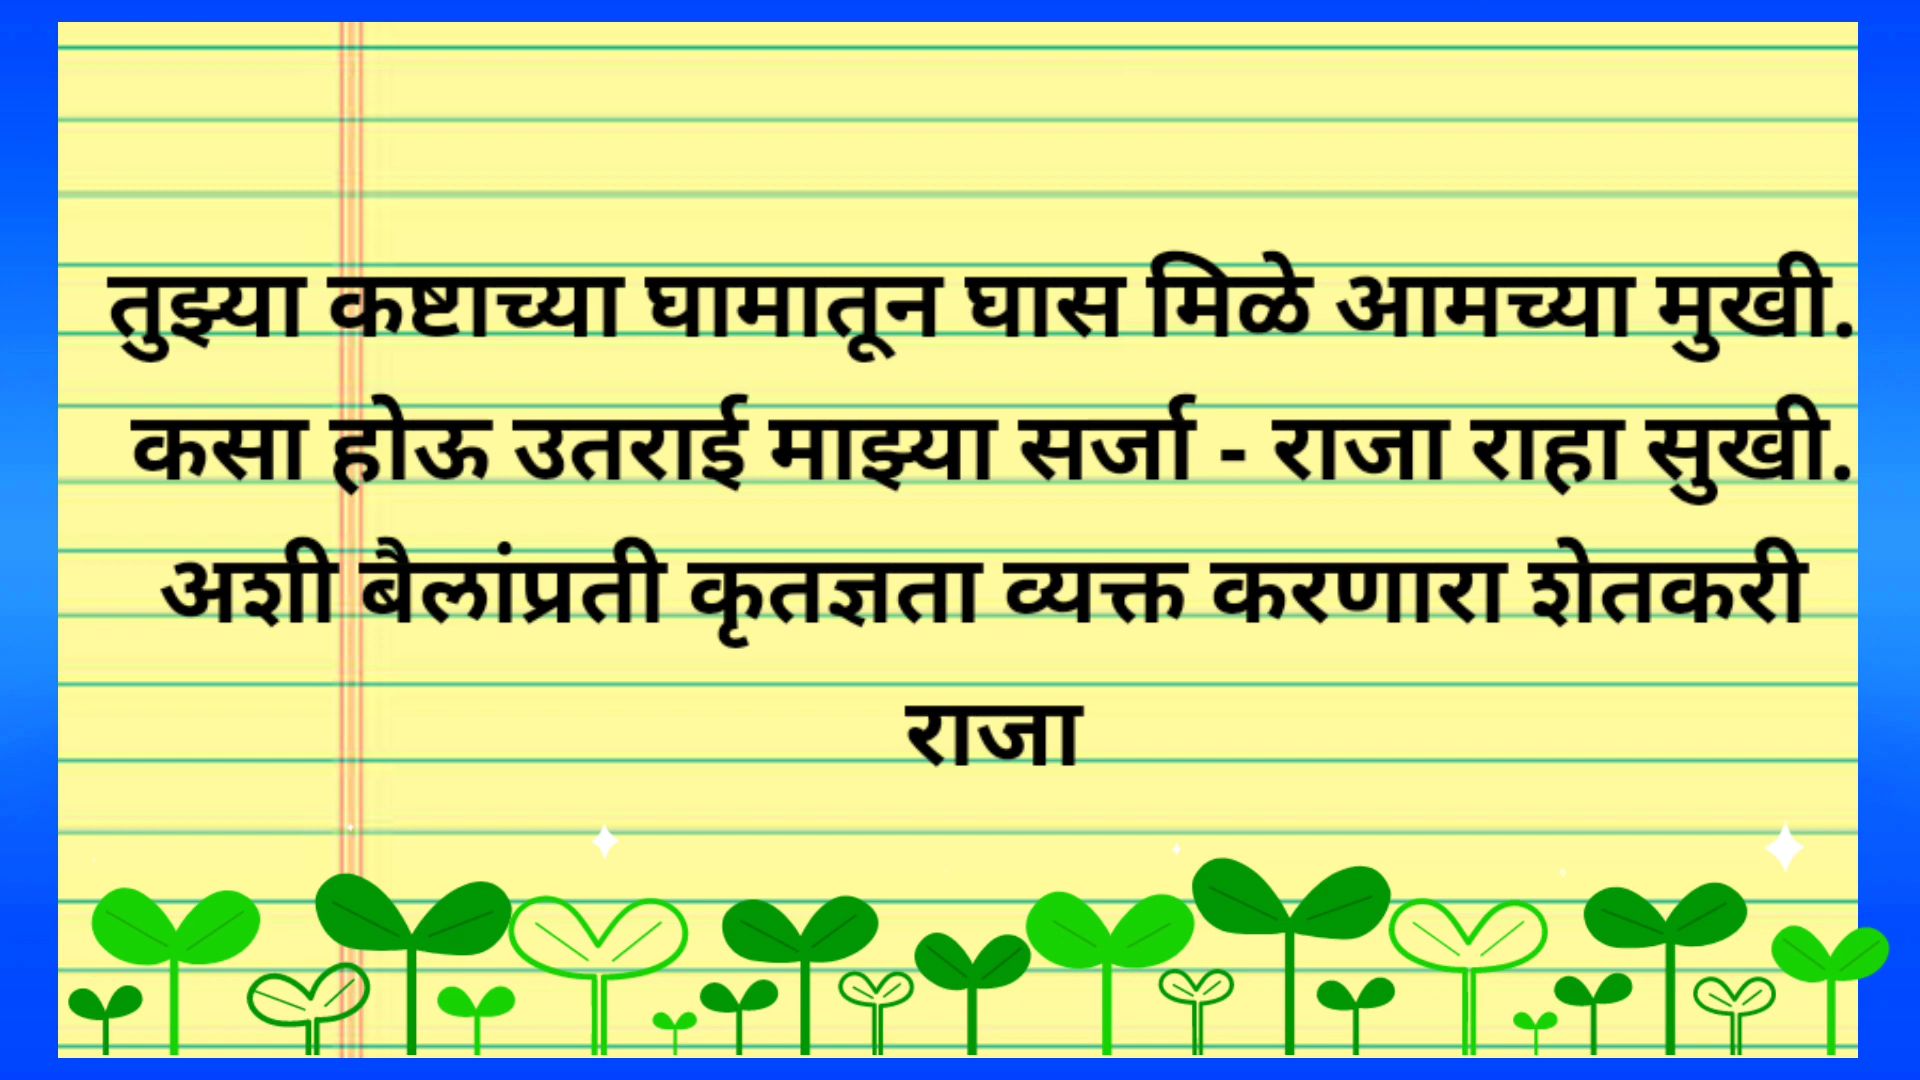 तुझ्या कष्टाच्या घामातून घास मिळे आमच्या मुखी.
कसा होऊ उतराई माझ्या सर्जा - राजा राहा सुखी.
अशी बैलांप्रती कृतज्ञता व्यक्त करणारा शेतकरी
राजा